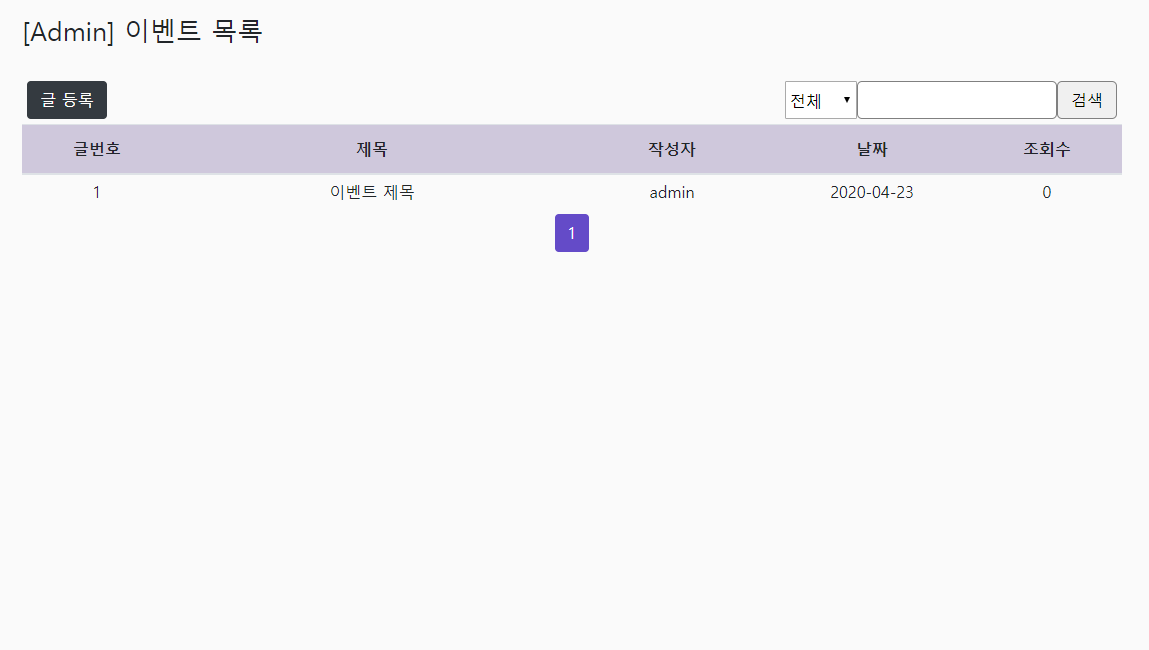 [Admin] 이벤트 목록
글 등록 전체 검색
글번호 제목 작성자 날짜 조회수
1 이벤트 제목 admin 2020-04-23 0
1